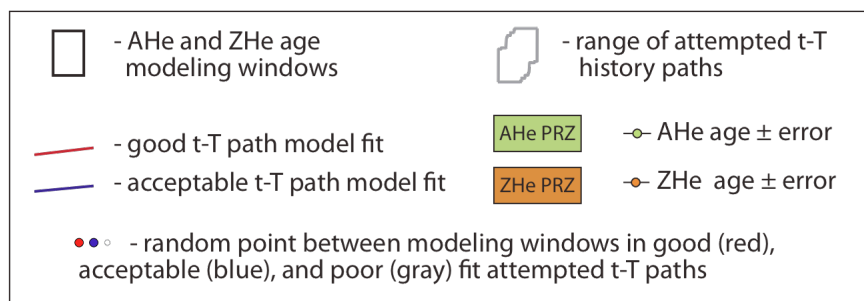 - AHe and ZHe age
modeling windows
- range of attempted t-T
history paths
- good t-T path model fit
- acceptable t-T path model fit
AHe PRZ
AHe age ± error
ZHe PRZ
ZHe age ± error
- random point between modeling windows in good (red),
acceptable (blue), and poor (gray) fit attempted t-T paths